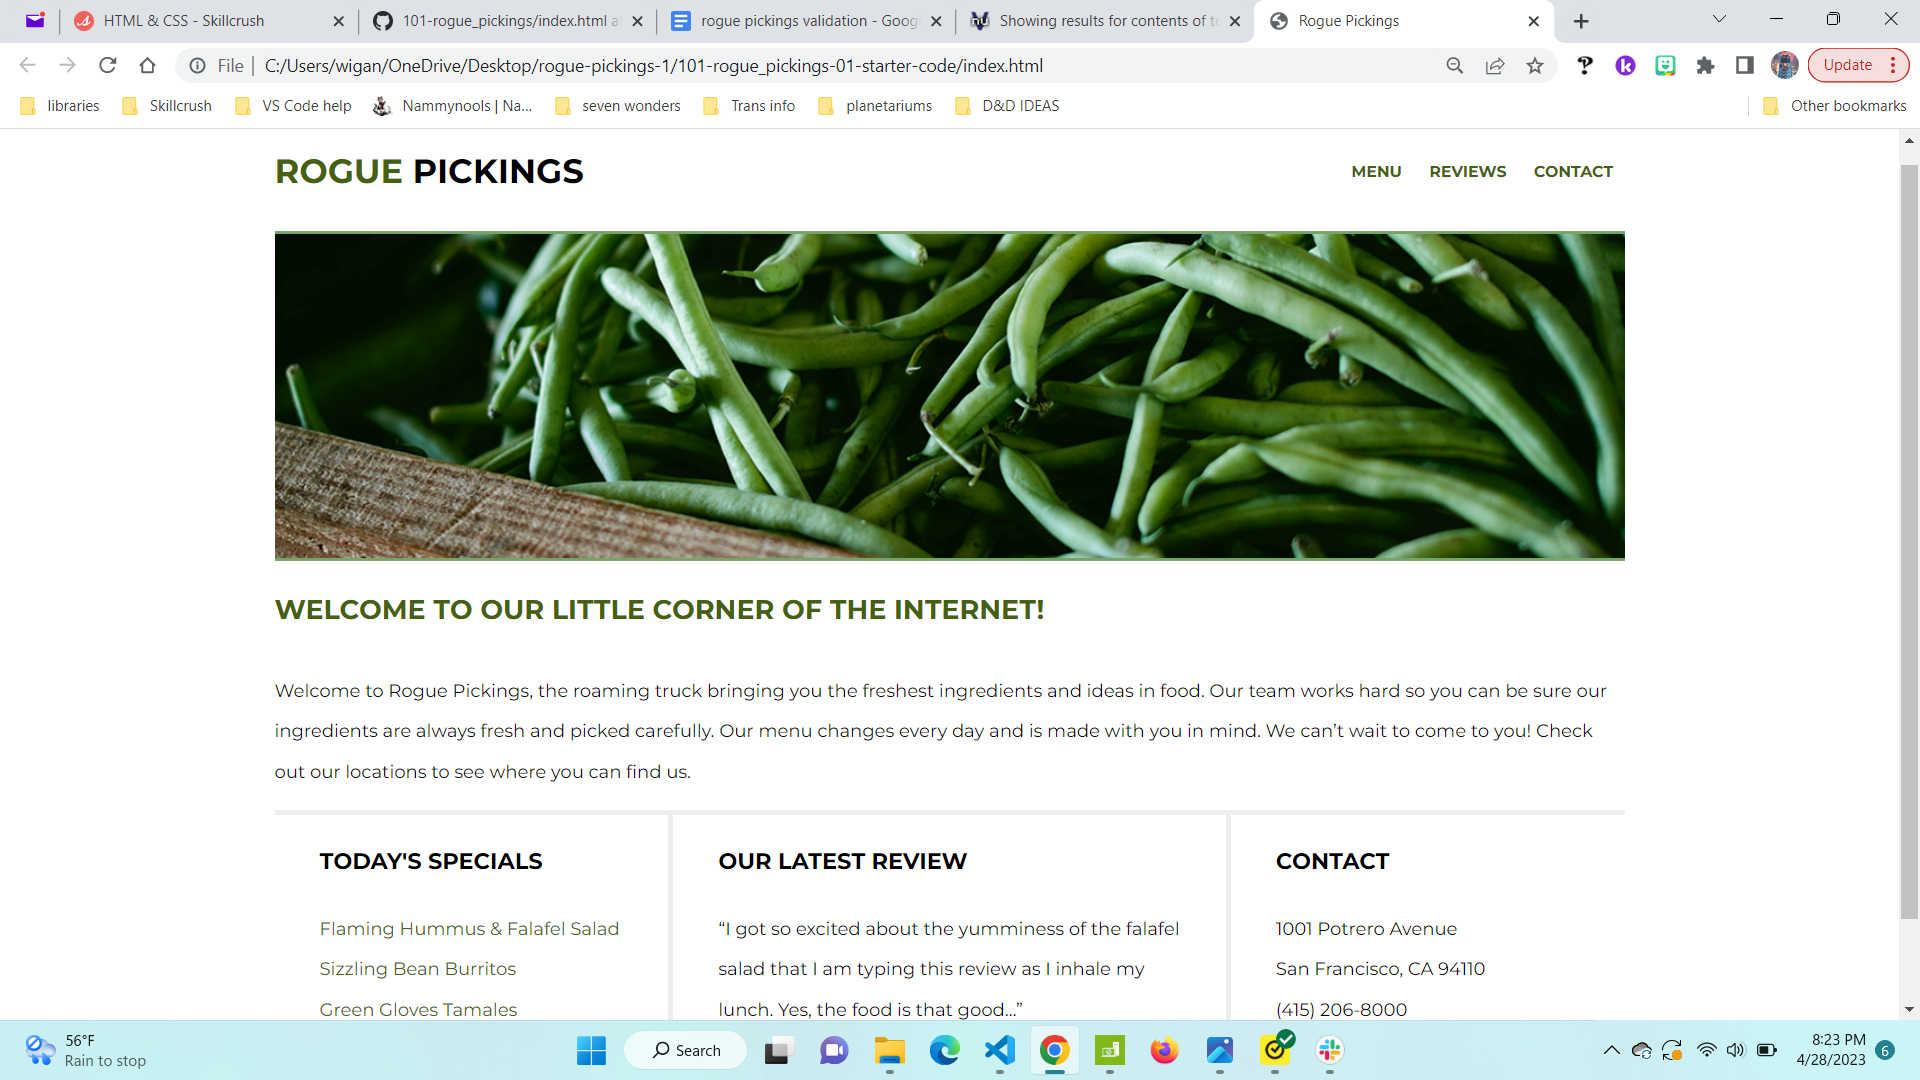 HTML & CSS - Skillcrush
101-rogue_pickings/index.html a
rogue pickings validation - Goog
Showing results for contents of te
Rogue Pickings
File
C:/Users/wigan/OneDrive/Desktop/rogue-pickings-1/101-rogue_pickings-01-starter-code/index.html
Update
libraries
Skillcrush
VS Code help
Nammynools | Na...
seven wonders
Trans info
planetariums
D&D IDEAS
Other bookmarks
ROGUE PICKINGS
MENU
REVIEWS
CONTACT
WELCOME TO OUR LITTLE CORNER OF THE INTERNET!
Welcome to Rogue Pickings, the roaming truck bringing you the freshest ingredients and ideas in food. Our team works hard so you can be sure our
ingredients are always fresh and picked carefully. Our menu changes every day and is made with you in mind. We can’t wait to come to you! Check
out our locations to see where you can find us.
TODAY'S SPECIALS
Flaming Hummus & Falafel Salad
Sizzling Bean Burritos
Green Gloves Tamales
OUR LATEST REVIEW
“I got so excited about the yumminess of the falafel
salad that I am typing this review as I inhale my
lunch. Yes, the food is that good...”
CONTACT
1001 Potrero Avenue
San Francisco, CA 94110
(415) 206-8000
56°F
Rain to stop
Search
8:23 PM
4/28/2023
6